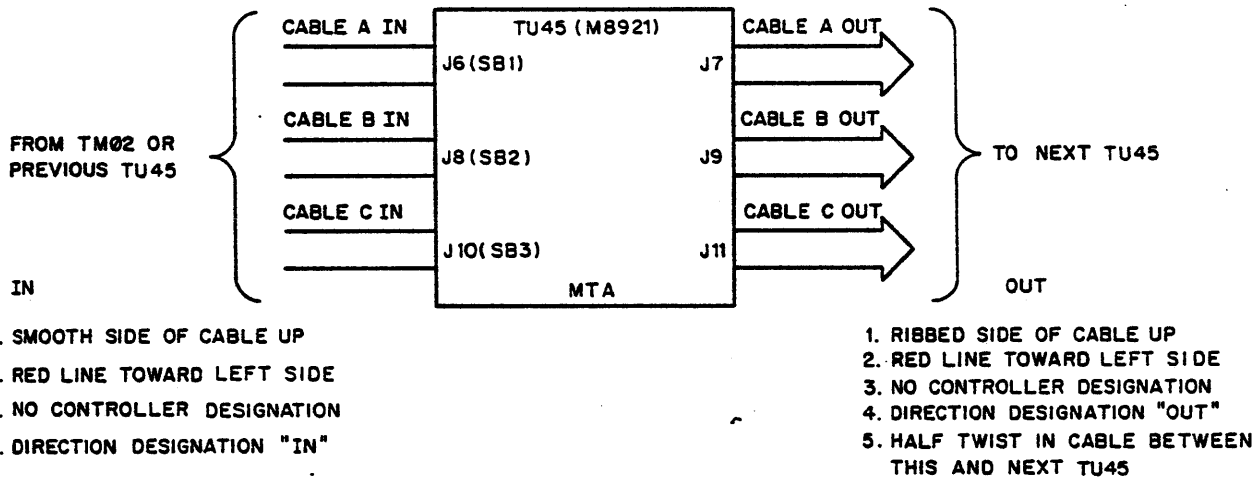 CABLE A IN
TU45 (M8921)
CABLE A OUT
J6(SB1)
J7
CABLE B IN
CABLE B OUT
FROM TMØ2 OR
PREVIOUS TU45
J8(SB2)
J9
TO NEXT TU45
CABLE C IN
CABLE C OUT
J10(SB3)
J11
IN
MTA
OUT
. SMOOTH SIDE OF CABLE UP
. RED LINE TOWARD LEFT SIDE
. NO CONTROLLER DESIGNATION
. DIRECTION DESIGNATION "IN"
1. RIBBED SIDE OF CABLE UP
2. RED LINE TOWARD LEFT SIDE
3. NO CONTROLLER DESIGNATION
4. DIRECTION DESIGNATION "OUT"
5. HALF TWIST IN CABLE BETWEEN
THIS AND NEXT TU45